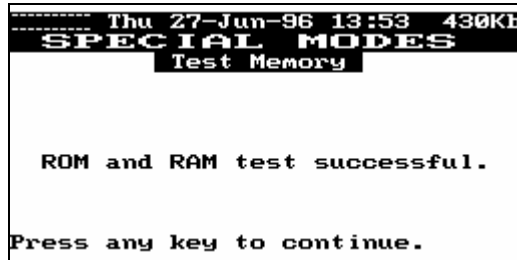 Thu 27-Jun-96 13:53 430Kb
SPECIAL MODES
Test Memory
ROM and RAM test successful.
Press any key to continue.